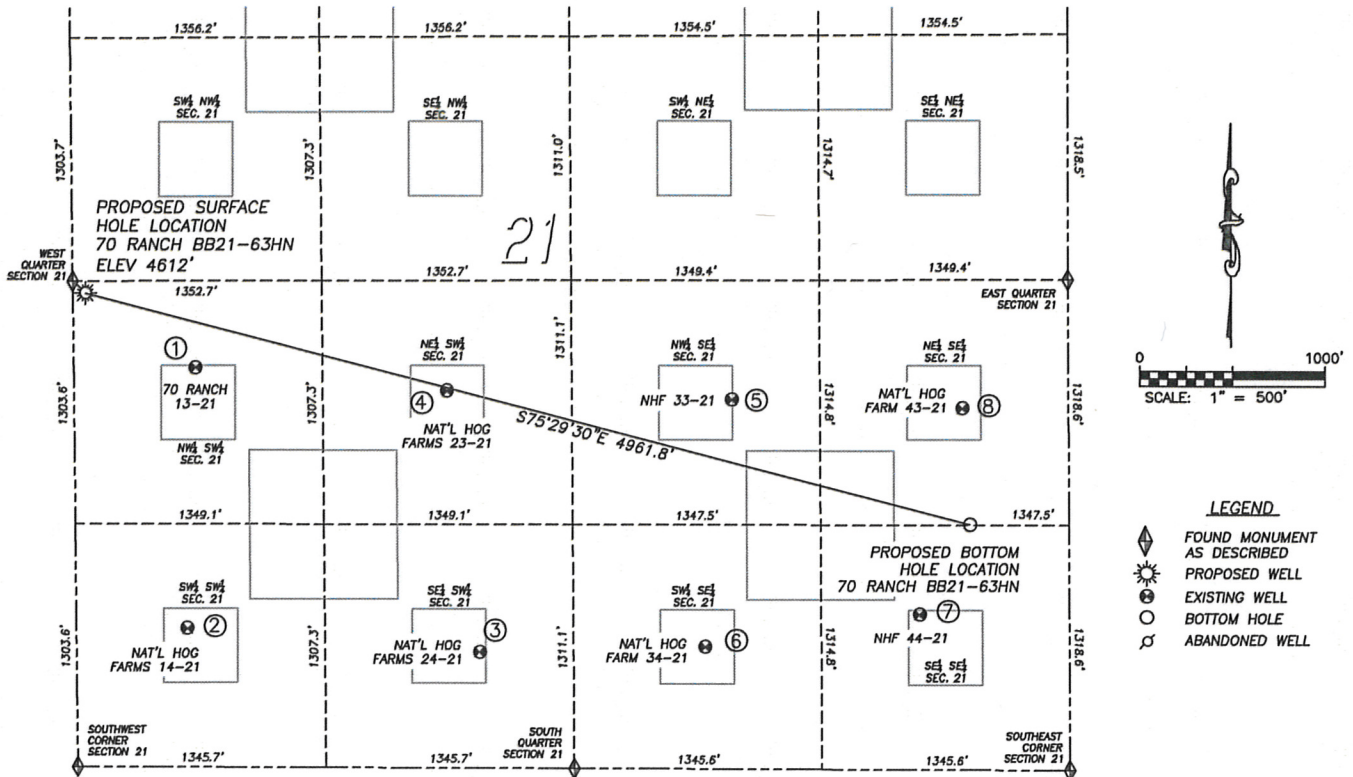 1356.2'
1356.2'
1354.5'
1354.5'
SW¼ NW¼
SEC. 21
SE¼ NW¼
SEC. 21
SW¼ NE¼
SEC. 21
SE¼ NE¼
SEC. 21
1303.7'
1307.3'
1311.0'
1314.7'
1318.5'
PROPOSED SURFACE
HOLE LOCATION
70 RANCH BB21-63HN
ELEV 4612'
21
WEST
QUARTER
SECTION 21
1352.7'
1352.7'
1349.4'
1349.4'
EAST QUARTER
SECTION 21
0
1000'
SCALE: 1" = 500'
1303.6'
1307.3'
1311.1'
1314.8'
1318.6'
①
70 RANCH
13-21
NW¼ SW¼
SEC. 21
NE¼ SW¼
SEC. 21
④
NAT'L HOG
FARMS 23-21
S75°29'30"E 4961.8'
NW¼ SE¼
SEC. 21
NHF 33-21
⑤
NE¼ SE¼
SEC. 21
NAT'L HOG
FARM 43-21
⑧
1349.1'
1349.1'
1347.5'
1347.5'
PROPOSED BOTTOM
HOLE LOCATION
70 RANCH BB21-63HN
LEGEND
FOUND MONUMENT
AS DESCRIBED
PROPOSED WELL
EXISTING WELL
BOTTOM HOLE
ABANDONED WELL
SW¼ SW¼
SEC. 21
②
NAT'L HOG
FARMS 14-21
SE¼ SW¼
SEC. 21
③
NAT'L HOG
FARMS 24-21
SW¼ SE¼
SEC. 21
NAT'L HOG
FARM 34-21
⑥
⑦
NHF 44-21
SE¼ SE¼
SEC. 21
1303.6'
1307.3'
1311.1'
1314.8'
1318.6'
SOUTHWEST
CORNER
SECTION 21
1345.7'
1345.7'
SOUTH
QUARTER
SECTION 21
1345.6'
1345.6'
SOUTHEAST
CORNER
SECTION 21